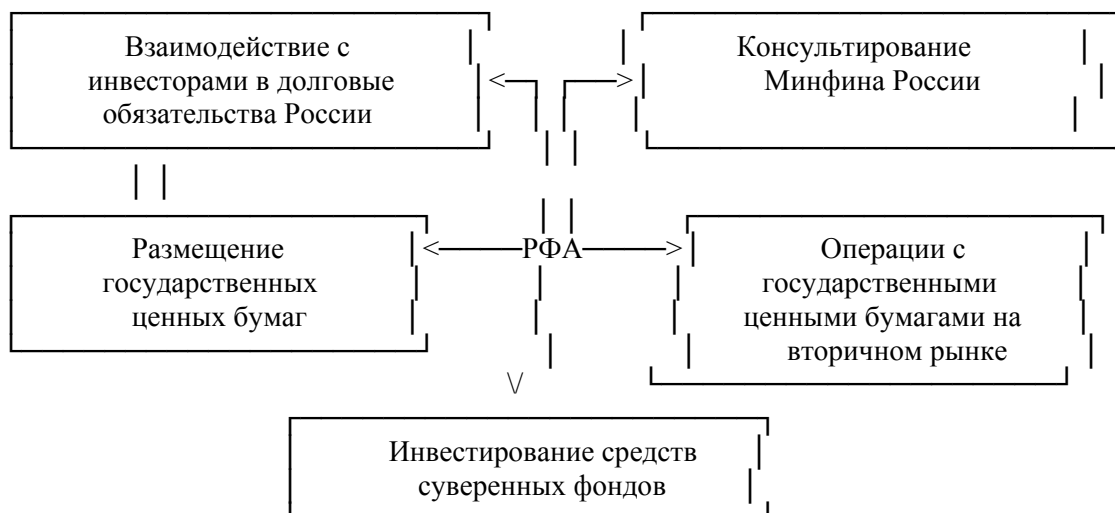 Взаимодействие с
инвесторами в долговые
обязательства России
Консультирование
Минфина России
Размещение
государственных
ценных бумаг
РФА
Операции с
государственными
ценными бумагами на
вторичном рынке
Инвестирование средств
суверенных фондов